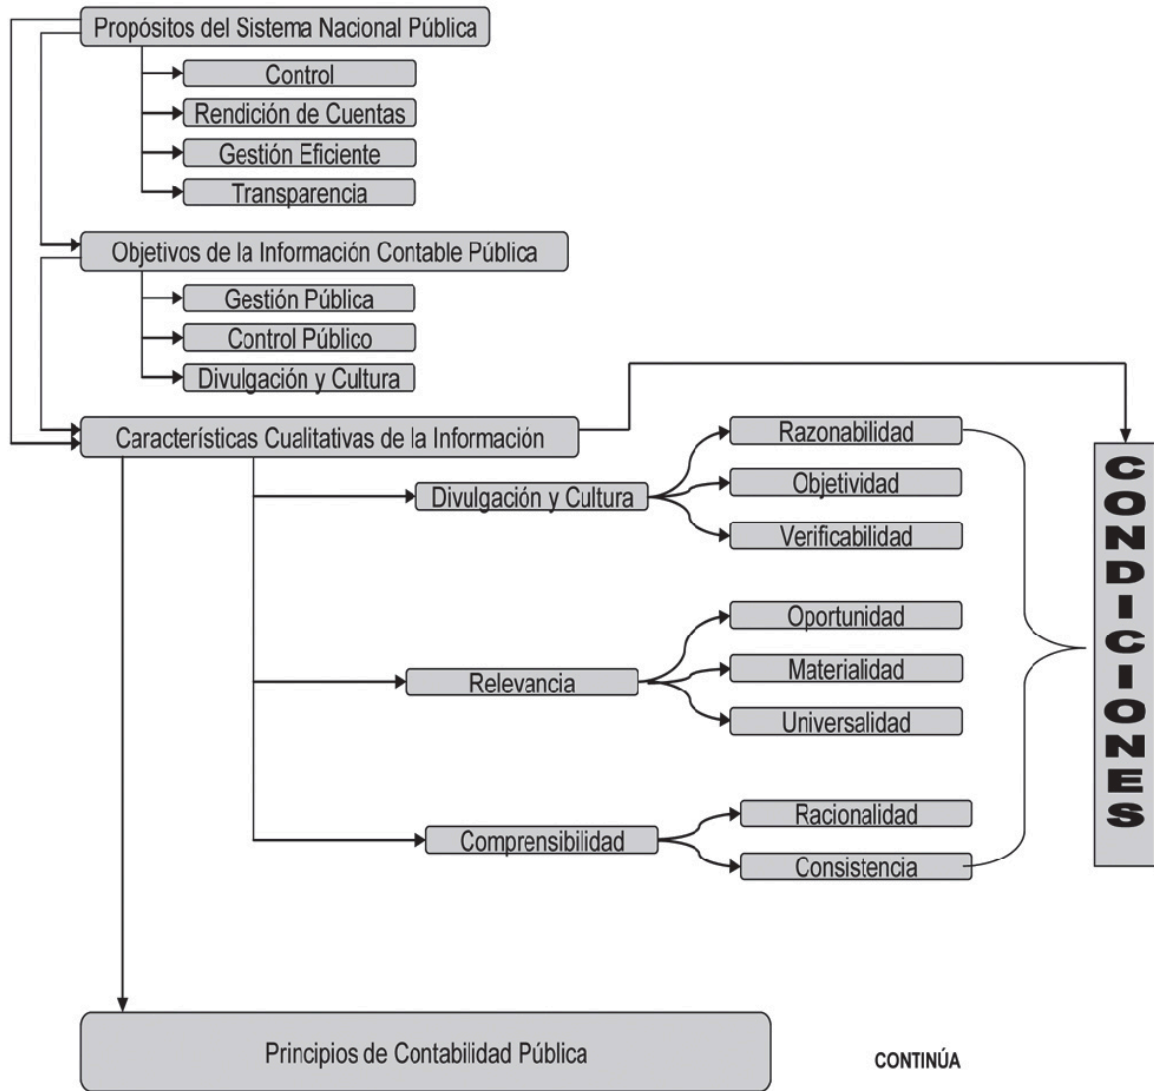 Propósitos del Sistema Nacional Pública
Control
Rendición de Cuentas
Gestión Eficiente
Transparencia
Objetivos de la Información Contable Pública
Gestión Pública
Control Público
Divulgación y Cultura
Características Cualitativas de la Información
Divulgación y Cultura
Razonabilidad
Objetividad
Verificabilidad
Relevancia
Oportunidad
Materialidad
Universalidad
Comprensibilidad
Racionalidad
Consistencia
CONDICIONES
Principios de Contabilidad Pública
CONTINÚA